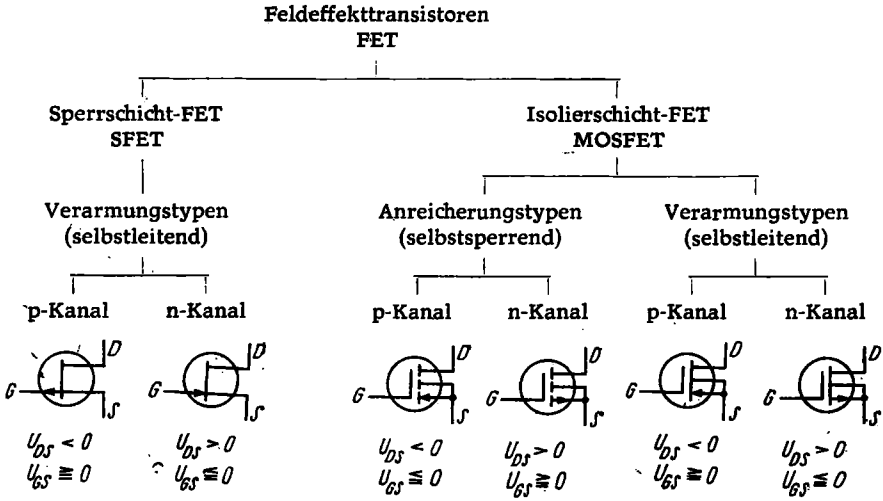 Feldeffekttransistoren
FET
Sperrschicht-FET
SFET
Isolierschicht-FET
MOSFET
Verarmungstypen
(selbstleitend)
Anreicherungstypen
(selbstsperrend)
Verarmungstypen
(selbstleitend)
p-Kanal n-Kanal p-Kanal n-Kanal p-Kanal n-Kanal
D D D D D D
G G G G G G
S S S S S S
U_DS < 0 U_DS > 0 U_DS < 0 U_DS > 0 U_DS < 0 U_DS > 0
U_GS ≧ 0 U_GS ≦ 0 U_GS ≦ 0 U_GS ≧ 0 U_GS ≧ 0 U_GS ≦ 0